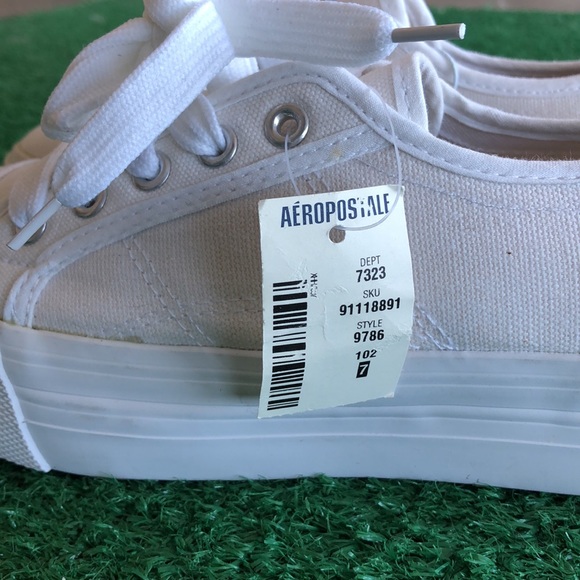 AÉROPOSTALE
DEPT
7323
SKU
91118891
STYLE
9786
102
7